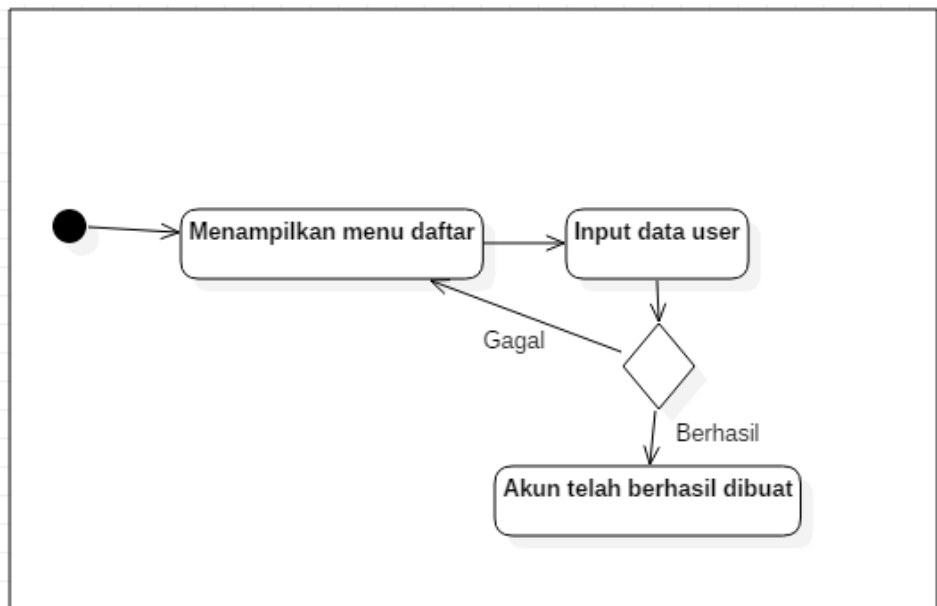 Menampilkan menu daftar
Input data user
Gagal
Berhasil
Akun telah berhasil dibuat